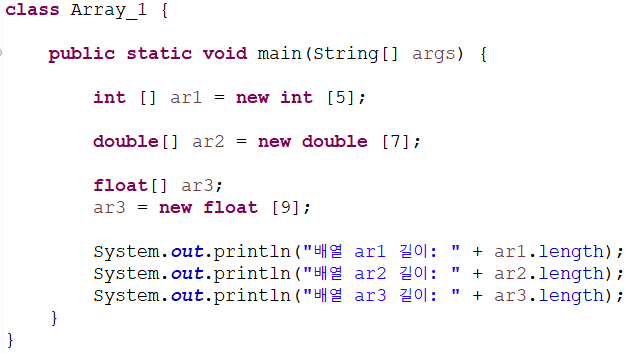 class Array_1 {
public static void main(String[] args) {
int [] ar1 = new int [5];
double[] ar2 = new double [7];
float[] ar3;
ar3 = new float [9];
System.out.println("배열 ar1 길이: " + ar1.length);
System.out.println("배열 ar2 길이: " + ar2.length);
System.out.println("배열 ar3 길이: " + ar3.length);
}
}